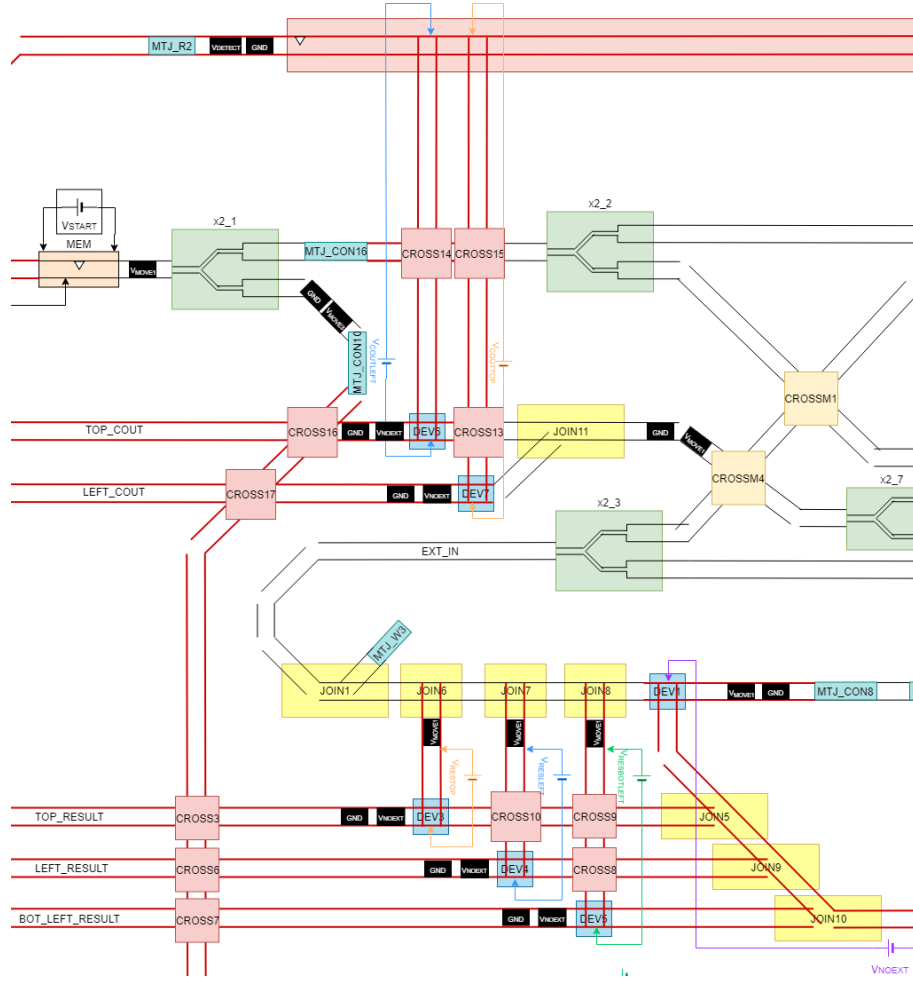 MTJ_R2
VDETECT
GND
VSTART
MEM
VMOVE1
x2_1
MTJ_CON16
CROSS14
CROSS15
x2_2
GND
VMOVE2
MTJ_CON10
VCOUTLEFT
CROSSM1
TOP_COUT
CROSS16
GND
VNOEXT
DEV6
CROSS13
JOIN11
GND
VMOVE1
CROSSM4
LEFT_COUT
CROSS17
GND
VNOEXT
DEV7
x2_3
x2_7
EXT_IN
MTJ_W3
JOIN1
JOIN6
JOIN7
JOIN8
DEV1
VMOVE1
GND
MTJ_CON8
VMOVE1
VMOVE1
VMOVE1
VRESTOP
VRESLEFT
VRESBOTLEFT
TOP_RESULT
CROSS3
GND
VNOEXT
DEV3
CROSS10
CROSS9
JOIN5
LEFT_RESULT
CROSS6
GND
VNOEXT
DEV4
CROSS8
JOIN9
BOT_LEFT_RESULT
CROSS7
GND
VNOEXT
DEV5
JOIN10
VNOEXT